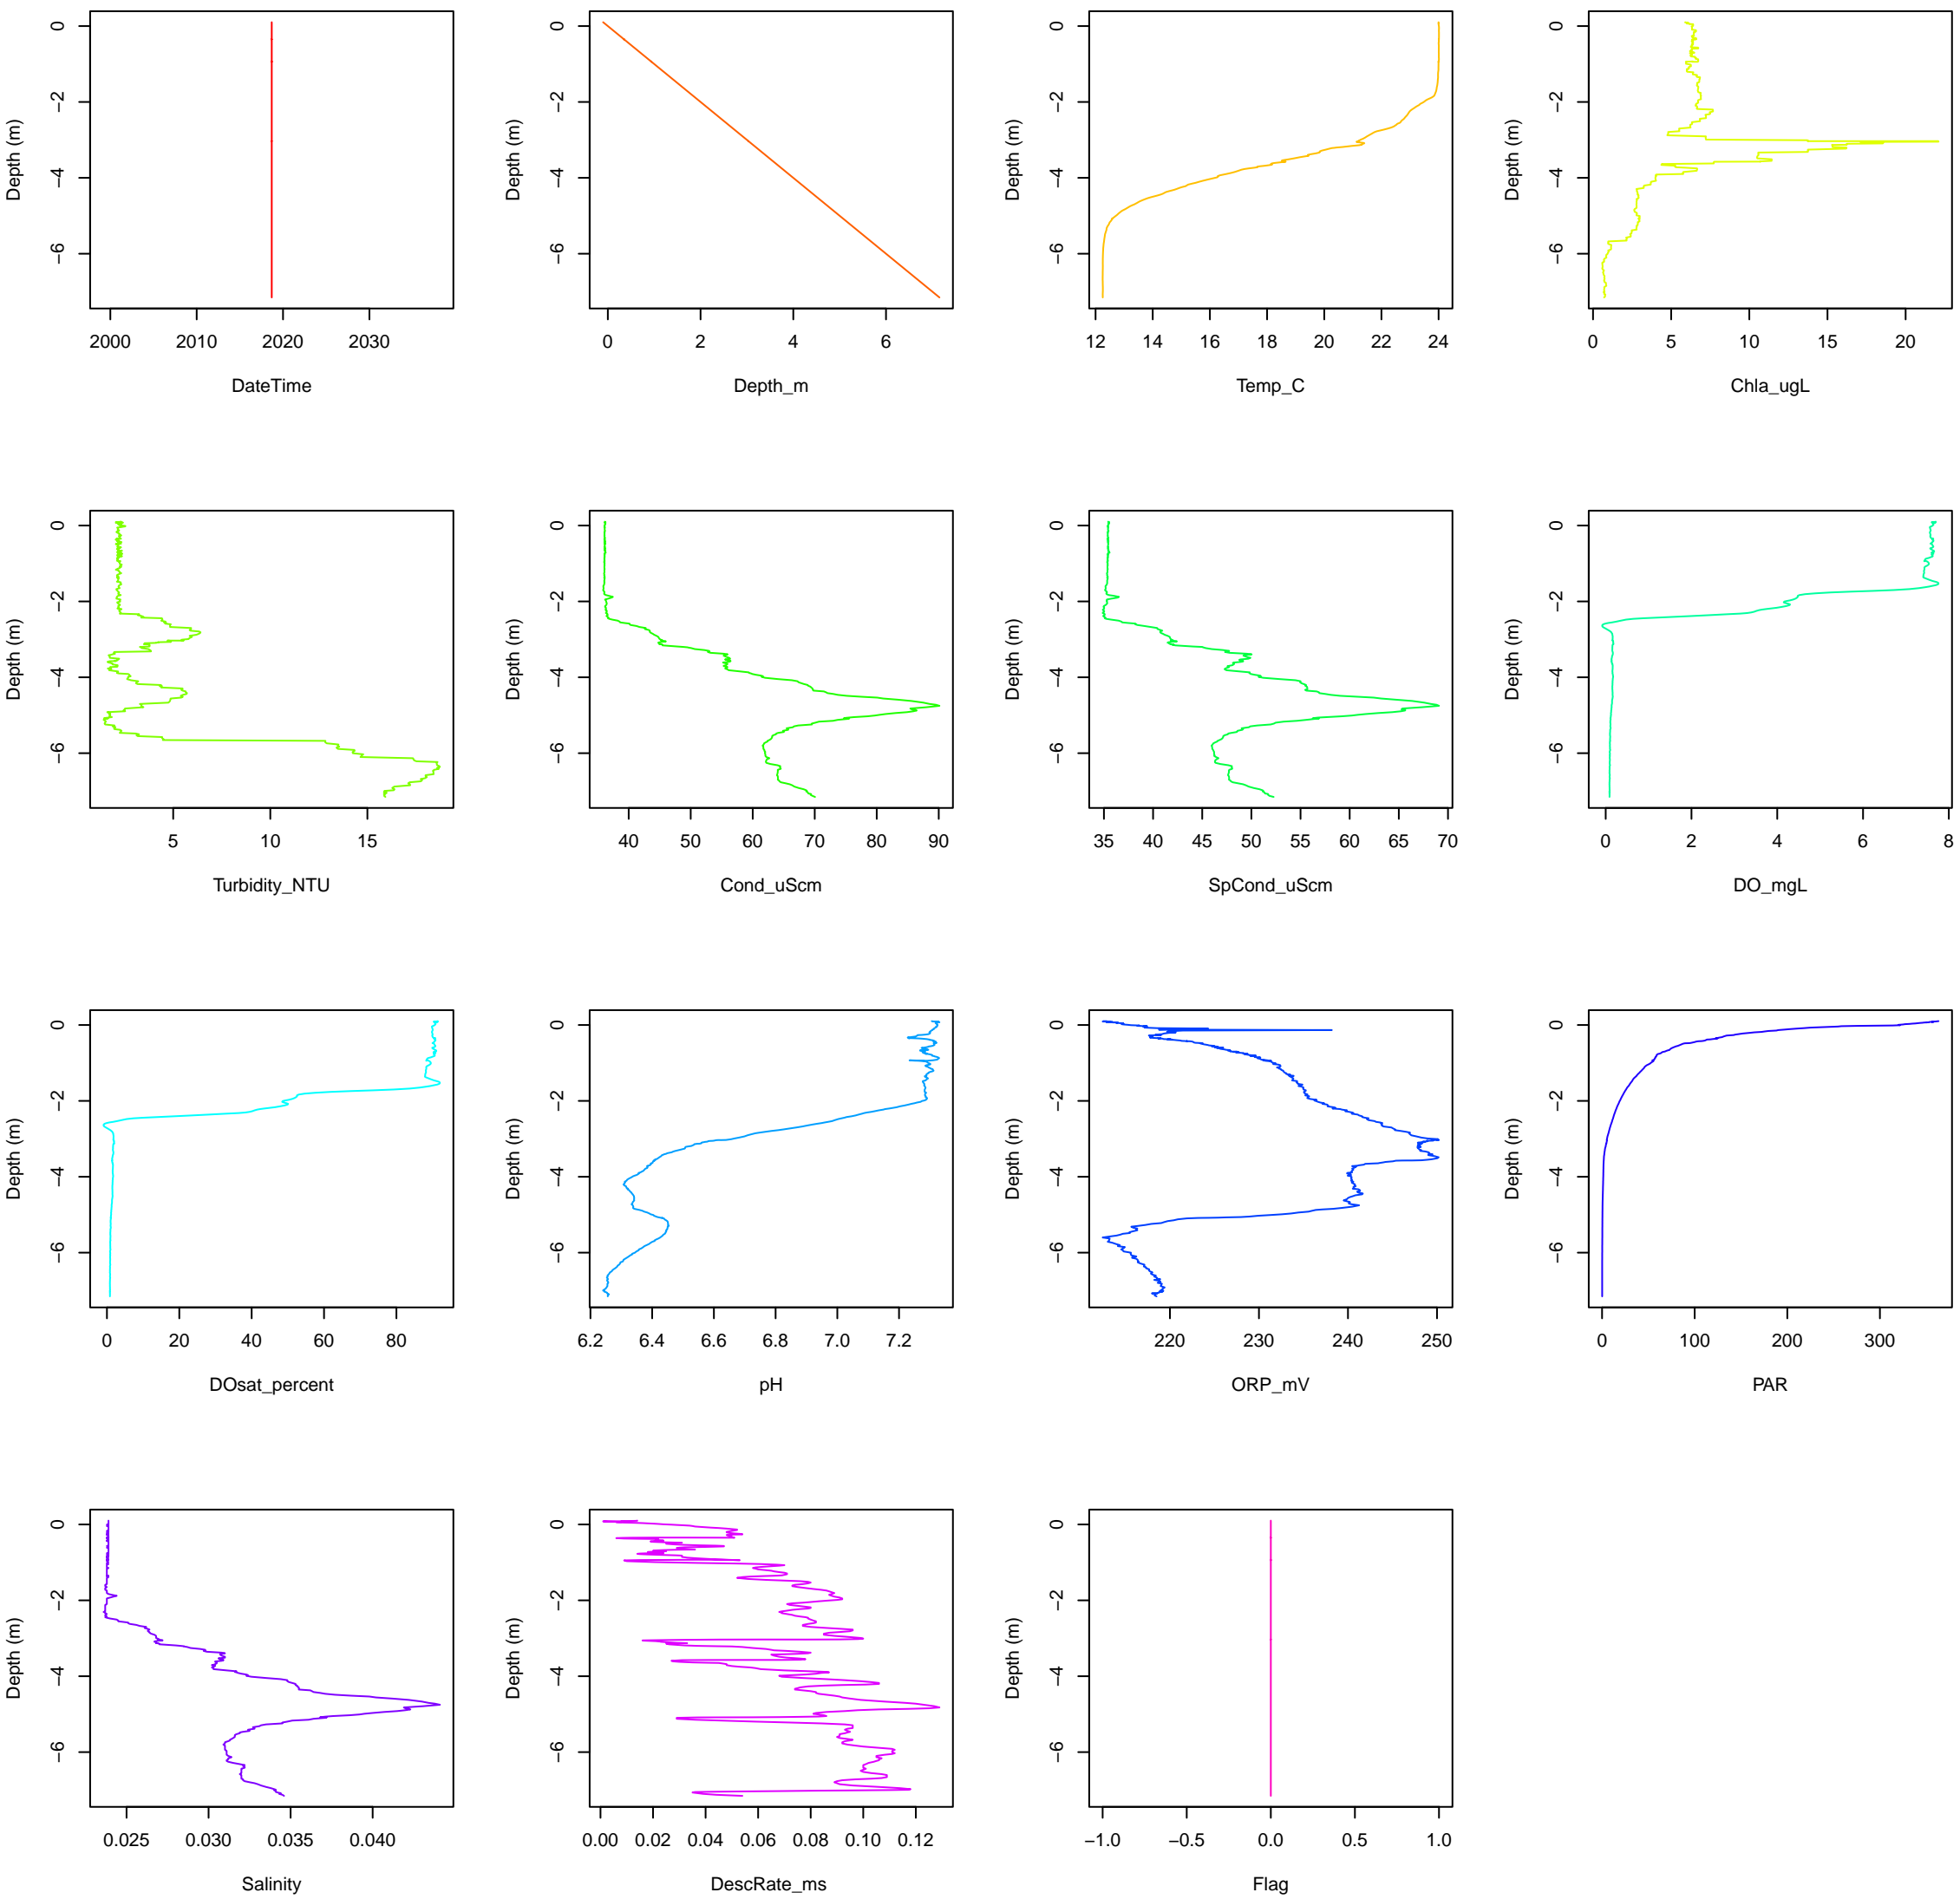 Depth (m)
−6 −4 −2 0
2000 2010 2020 2030
DateTime
Depth (m)
−6 −4 −2 0
0 2 4 6
Depth_m
Depth (m)
−6 −4 −2 0
12 14 16 18 20 22 24
Temp_C
Depth (m)
−6 −4 −2 0
0 5 10 15 20
Chla_ugL
Depth (m)
−6 −4 −2 0
5 10 15
Turbidity_NTU
Depth (m)
−6 −4 −2 0
40 50 60 70 80 90
Cond_uScm
Depth (m)
−6 −4 −2 0
35 40 45 50 55 60 65 70
SpCond_uScm
Depth (m)
−6 −4 −2 0
0 2 4 6 8
DO_mgL
Depth (m)
−6 −4 −2 0
0 20 40 60 80
DOsat_percent
Depth (m)
−6 −4 −2 0
6.2 6.4 6.6 6.8 7.0 7.2
pH
Depth (m)
−6 −4 −2 0
220 230 240 250
ORP_mV
Depth (m)
−6 −4 −2 0
0 100 200 300
PAR
Depth (m)
−6 −4 −2 0
0.025 0.030 0.035 0.040
Salinity
Depth (m)
−6 −4 −2 0
0.00 0.02 0.04 0.06 0.08 0.10 0.12
DescRate_ms
Depth (m)
−6 −4 −2 0
−1.0 −0.5 0.0 0.5 1.0
Flag